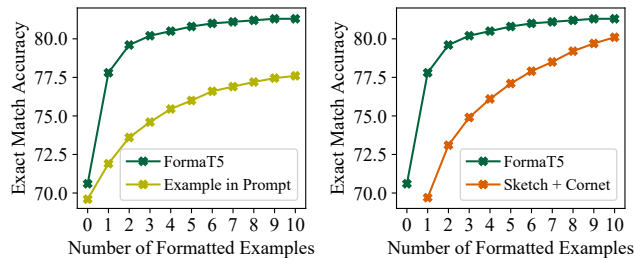 Exact Match Accuracy
80.0
77.5
75.0
72.5
70.0
FormaT5
Example in Prompt
0 1 2 3 4 5 6 7 8 9 10
Number of Formatted Examples
Exact Match Accuracy
80.0
77.5
75.0
72.5
70.0
FormaT5
Sketch + Cornet
0 1 2 3 4 5 6 7 8 9 10
Number of Formatted Examples